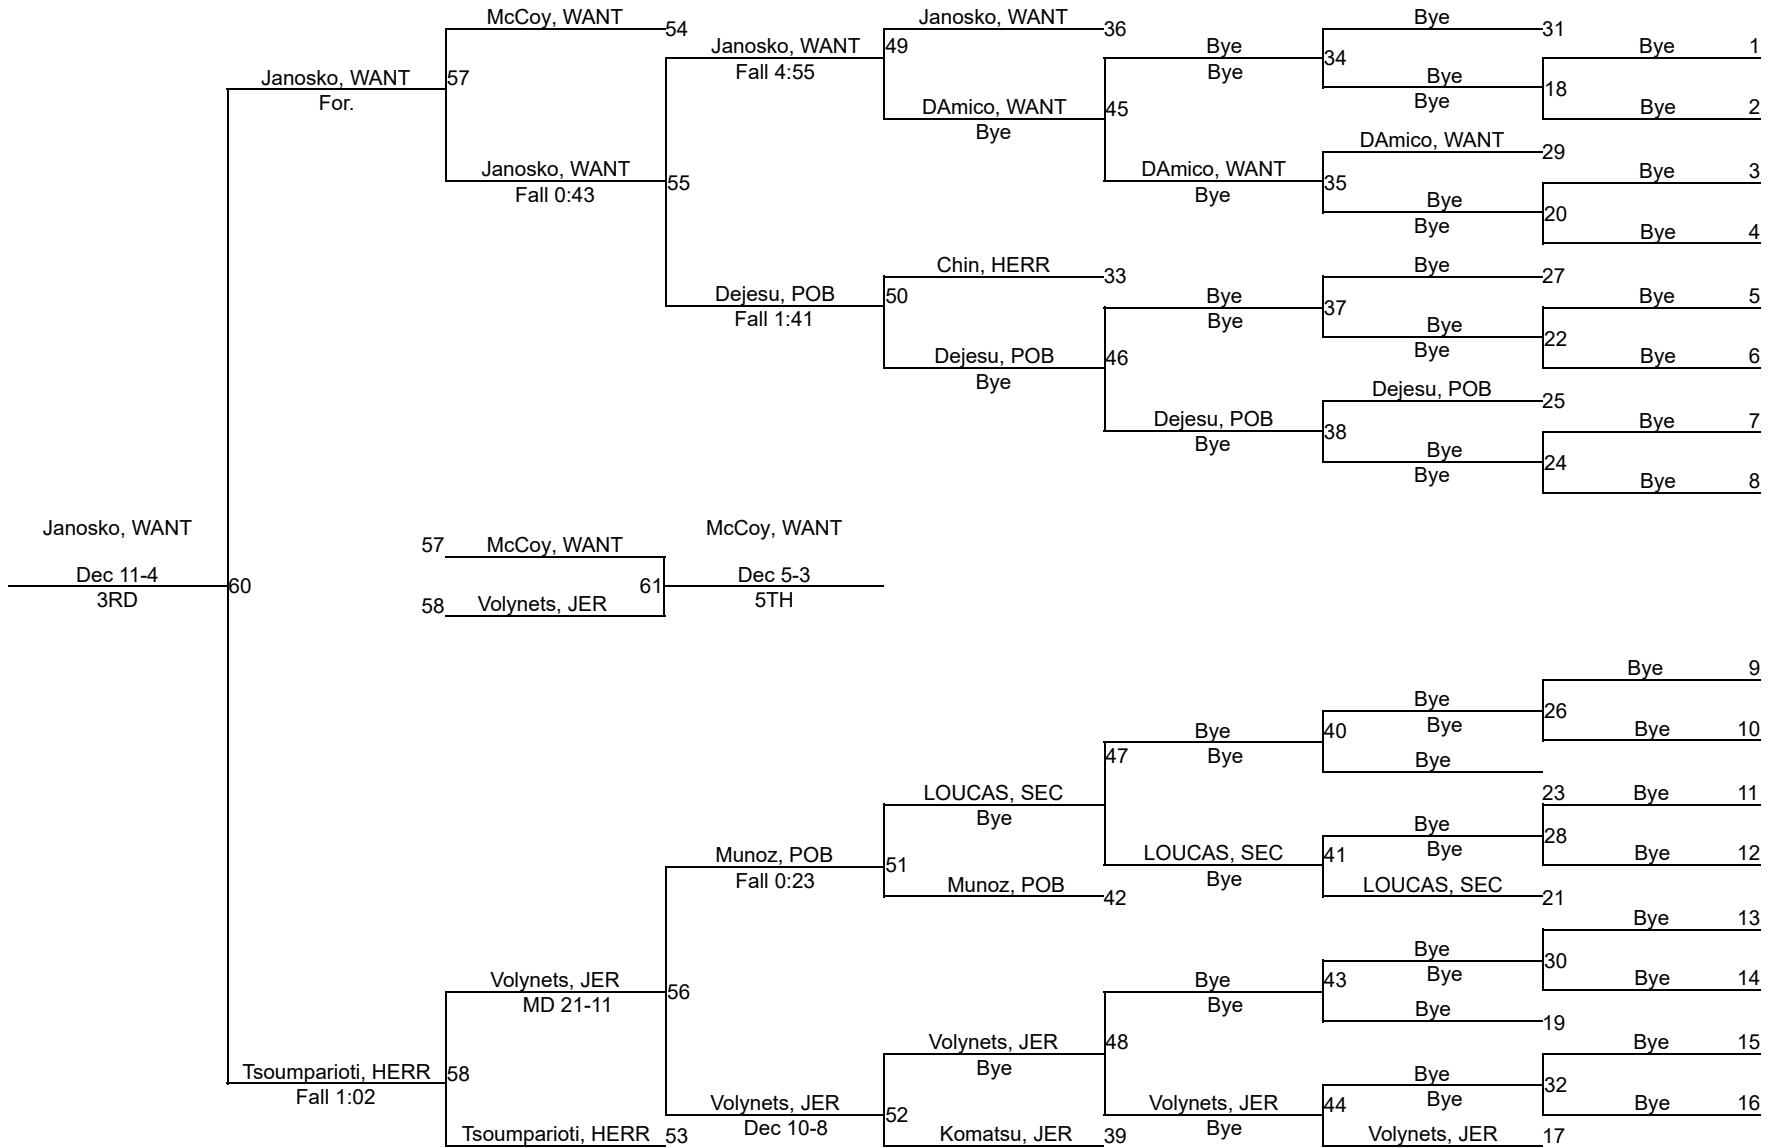 McCoy, WANT
54
Janosko, WANT
36
Bye
31
Janosko, WANT
Fall 4:55
49
Bye
Bye
34
Bye
1
Janosko, WANT
For.
57
Bye
Bye
18
DAmico, WANT
Bye
45
Bye
2
DAmico, WANT
29
Janosko, WANT
Fall 0:43
55
DAmico, WANT
Bye
35
Bye
3
Bye
Bye
20
Bye
4
Chin, HERR
33
Bye
27
Dejesu, POB
Fall 1:41
50
Bye
Bye
37
Bye
5
Bye
Bye
22
Dejesu, POB
Bye
46
Bye
6
Dejesu, POB
25
Dejesu, POB
Bye
38
Bye
7
Bye
Bye
24
Bye
8
Janosko, WANT
Dec 11-4
3RD
60
57
McCoy, WANT
58
Volynets, JER
61
McCoy, WANT
Dec 5-3
5TH
Bye
9
Bye
Bye
26
Bye
Bye
40
Bye
10
47
Bye
LOUCAS, SEC
Bye
23
Bye
11
Bye
Bye
28
Munoz, POB
Fall 0:23
51
LOUCAS, SEC
Bye
41
Bye
12
Munoz, POB
42
LOUCAS, SEC
21
Bye
13
Bye
Bye
30
Volynets, JER
MD 21-11
56
Bye
Bye
43
Bye
14
Bye
19
Volynets, JER
Bye
48
Bye
15
Tsoumparioti, HERR
Fall 1:02
58
Bye
Bye
32
Volynets, JER
Dec 10-8
52
Volynets, JER
Bye
44
Bye
16
Tsoumparioti, HERR
53
Komatsu, JER
39
Volynets, JER
17